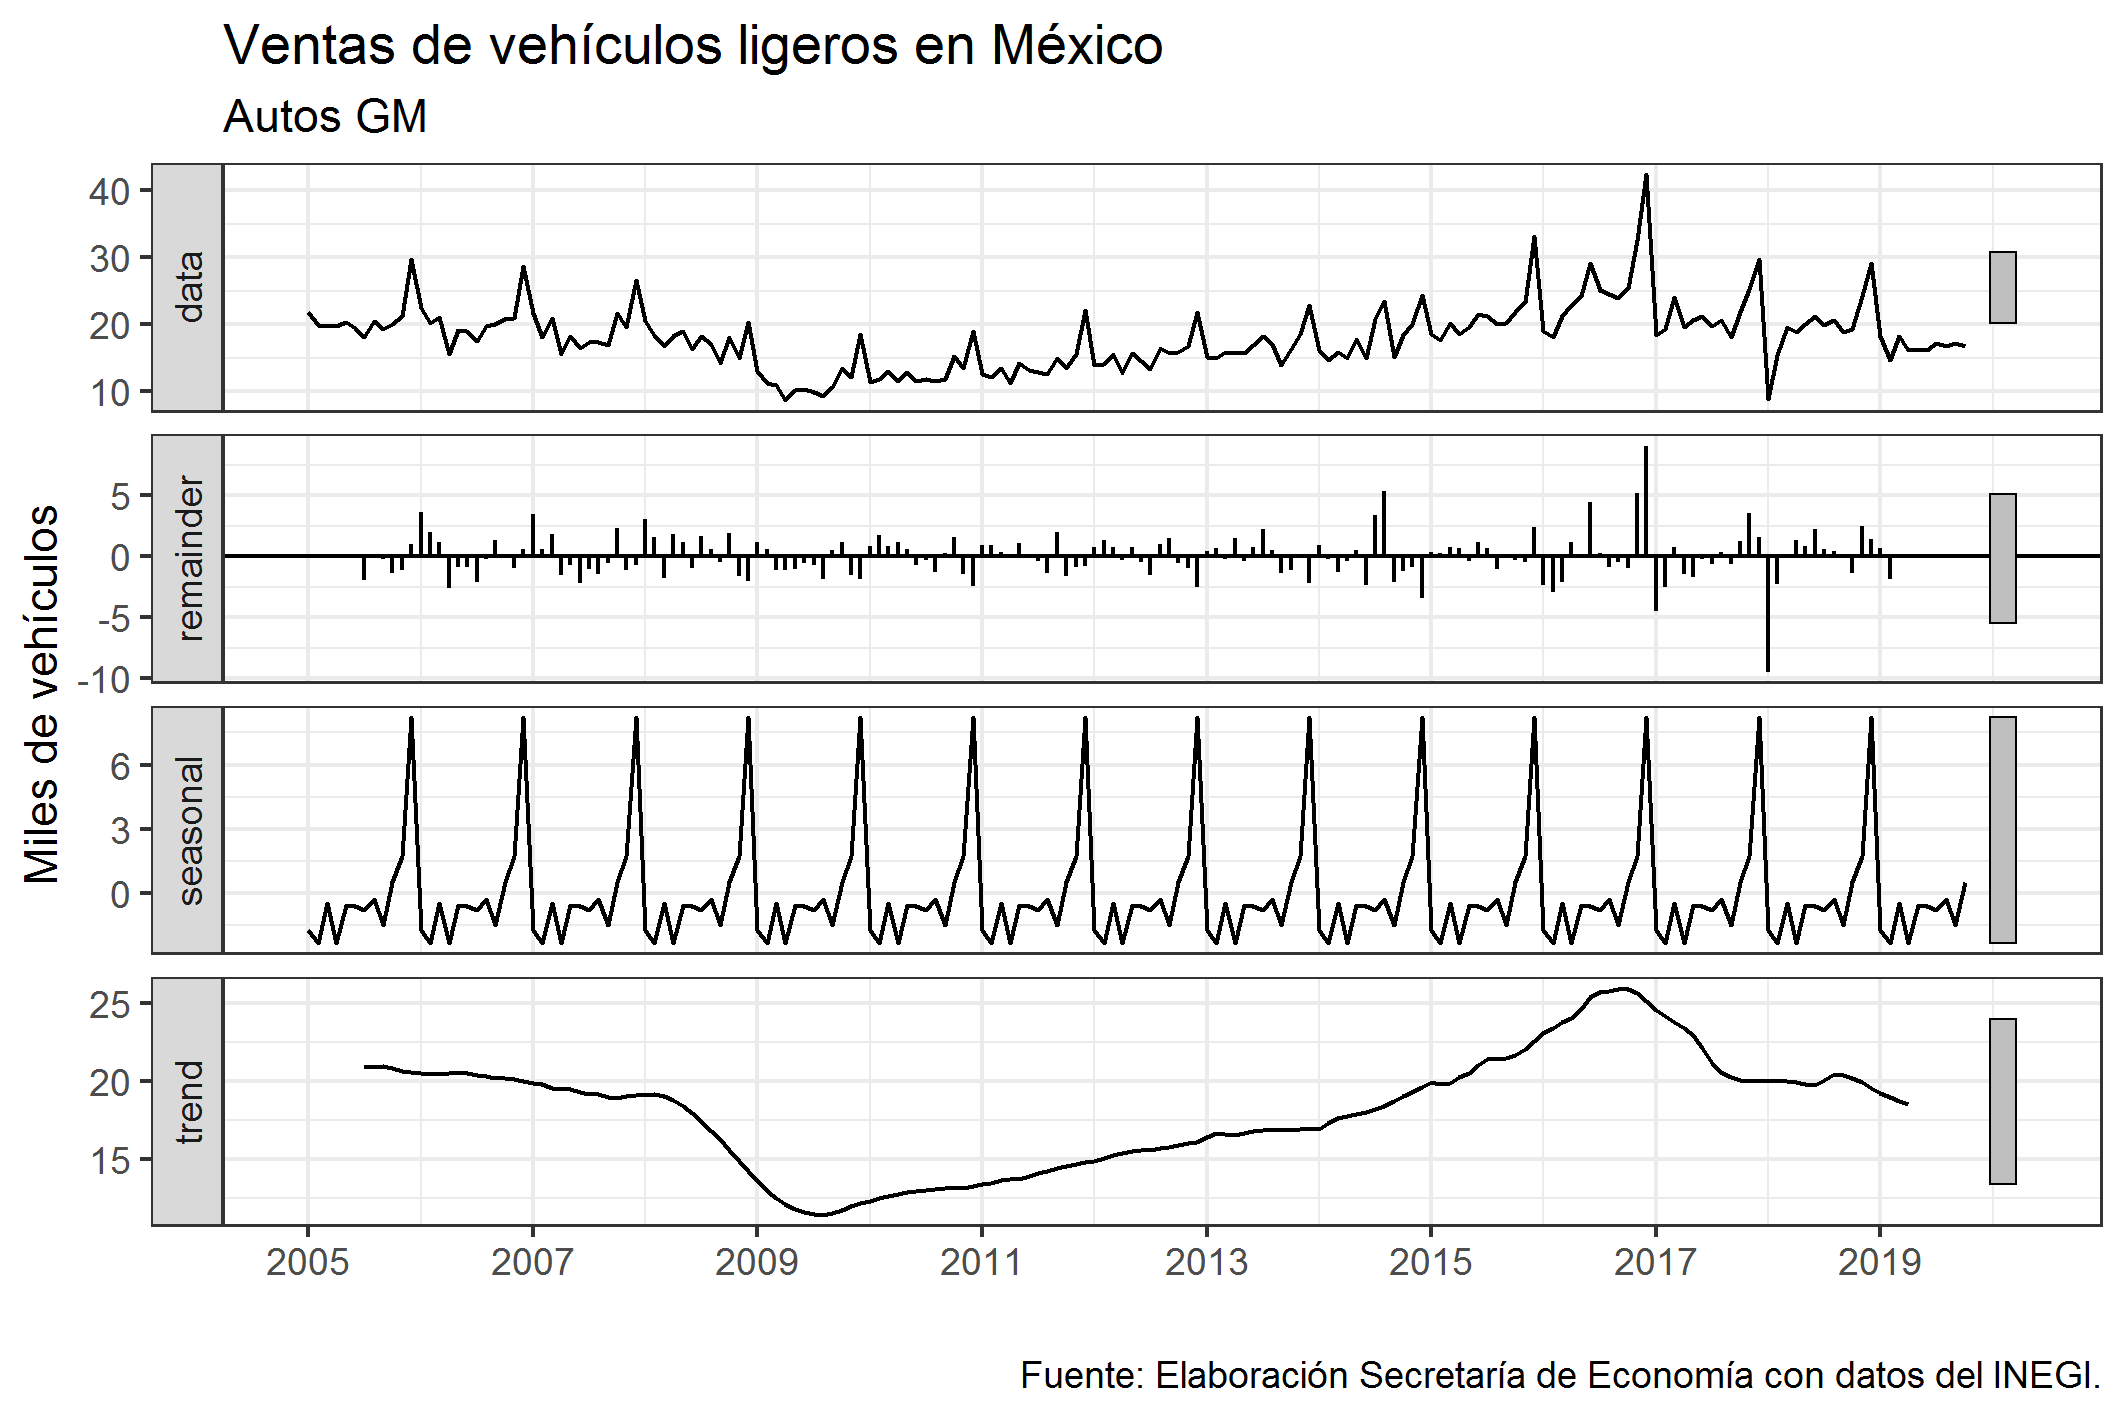 Ventas de vehículos ligeros en México
Autos GM
Miles de vehículos
data
40
30
20
10
remainder
5
0
-5
-10
seasonal
6
3
0
trend
25
20
15
2005 2007 2009 2011 2013 2015 2017 2019
Fuente: Elaboración Secretaría de Economía con datos del INEGI.